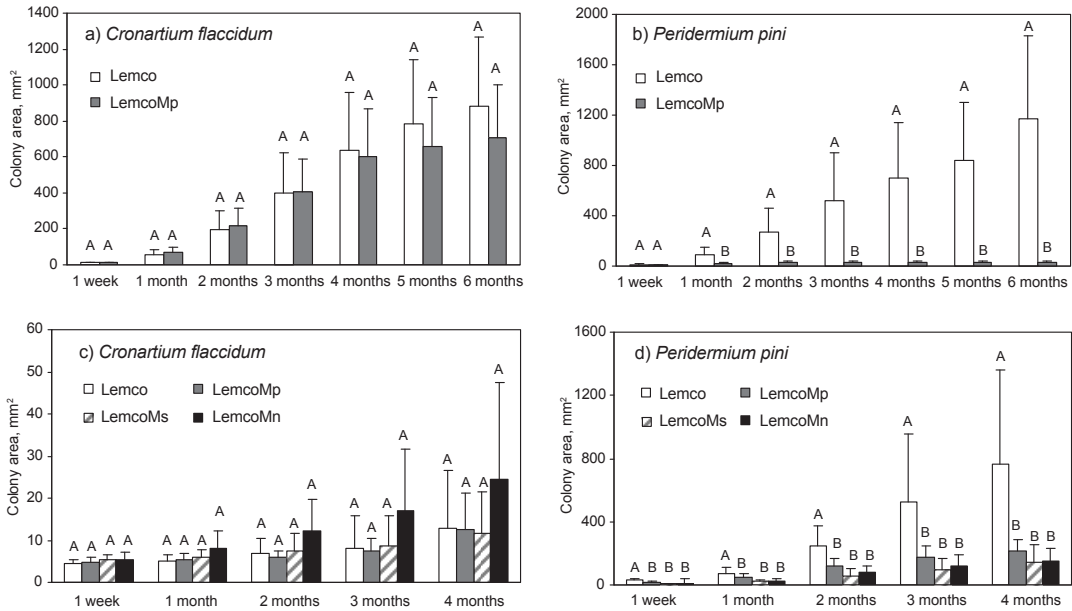 a) Cronartium flaccidum
Lemco
LemcoMp
Colony area, mm²
1400
1200
1000
800
600
400
200
0
A A
A A
A A
A A
A A
A A
A A
1 week 1 month 2 months 3 months 4 months 5 months 6 months
b) Peridermium pini
Lemco
LemcoMp
Colony area, mm²
2000
1600
1200
800
400
0
A A
A B
A B
A B
A B
A B
A B
1 week 1 month 2 months 3 months 4 months 5 months 6 months
c) Cronartium flaccidum
Lemco LemcoMp
LemcoMs LemcoMn
Colony area, mm²
60
50
40
30
20
10
0
A A A A
A A A A
A A A A
A A A A
A A A A
1 week 1 month 2 months 3 months 4 months
d) Peridermium pini
Lemco LemcoMp
LemcoMs LemcoMn
Colony area, mm²
1600
1200
800
400
0
A B B B
A B B B
A B B B
A B B B
A B B B
1 week 1 month 2 months 3 months 4 months